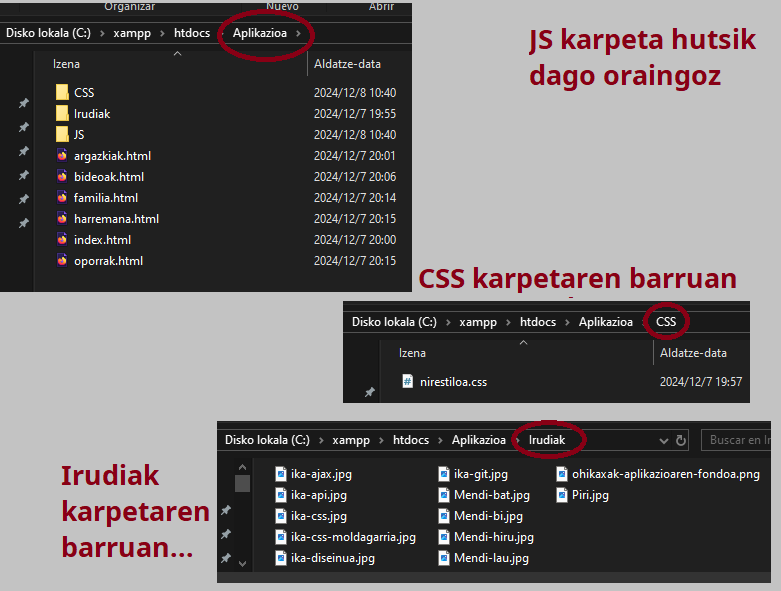 Organizar Nuevo Abrir
Disko lokala (C:) > xampp > htdocs > Aplikazioa >
Izena Aldatze-data
CSS 2024/12/8 10:40
Irudiak 2024/12/7 19:55
JS 2024/12/8 10:40
argazkiak.html 2024/12/7 20:01
bideoak.html 2024/12/7 20:06
familia.html 2024/12/7 20:14
harremana.html 2024/12/7 20:15
index.html 2024/12/7 20:00
oporrak.html 2024/12/7 20:15
JS karpeta hutsik
dago oraingoz
CSS karpetaren barruan
Disko lokala (C:) > xampp > htdocs > Aplikazioa > CSS
Izena Aldatze-data
nirestiloa.css 2024/12/7 19:57
Irudiak
karpetaren
barruan...
Disko lokala (C:) > xampp > htdocs > Aplikazioa > Irudiak
Buscar en Ir
ika-ajax.jpg ika-git.jpg ohikaxak-aplikazioaren-fondoa.png
ika-api.jpg Mendi-bat.jpg Piri.jpg
ika-css.jpg Mendi-bi.jpg
ika-css-moldagarria.jpg Mendi-hiru.jpg
ika-diseinua.jpg Mendi-lau.jpg